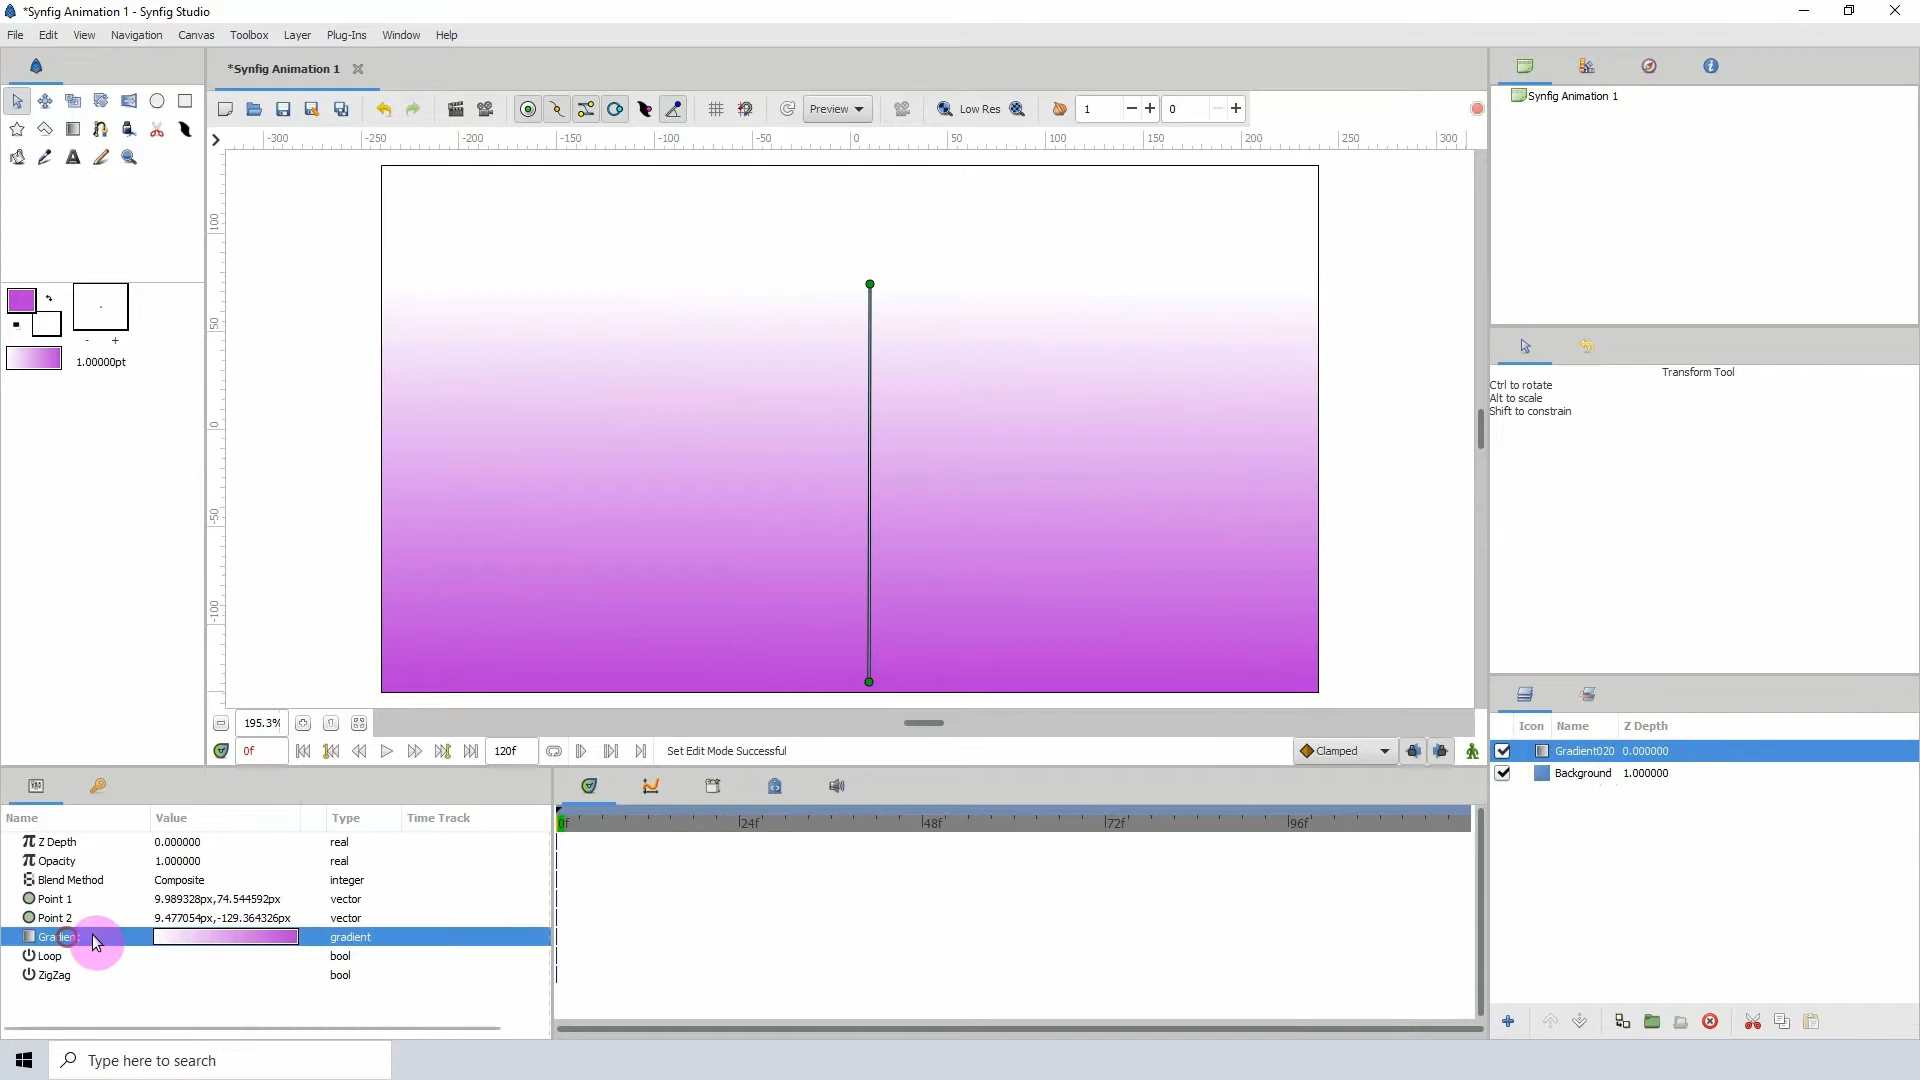 *Synfig Animation 1 - Synfig Studio
File Edit View Navigation Canvas Toolbox Layer Plug-Ins Window Help
*Synfig Animation 1
Preview
Low Res
1
0
-300 -250 -200 -150 -100 -50 0 50 100 150 200 250 300
100
50
0
-50
-100
1.00000pt
- +
Synfig Animation 1
Transform Tool
Ctrl to rotate
Alt to scale
Shift to constrain
195.3%
0f
120f
Set Edit Mode Successful
Clamped
Icon Name Z Depth
Gradient020 0.000000
Background 1.000000
Name Value Type Time Track
Z Depth 0.000000 real
Opacity 1.000000 real
Blend Method Composite integer
Point 1 9.989328px,74.544592px vector
Point 2 9.477054px,-129.364326px vector
Gradient gradient
Loop bool
ZigZag bool
0f 24f 48f 72f 96f
Type here to search